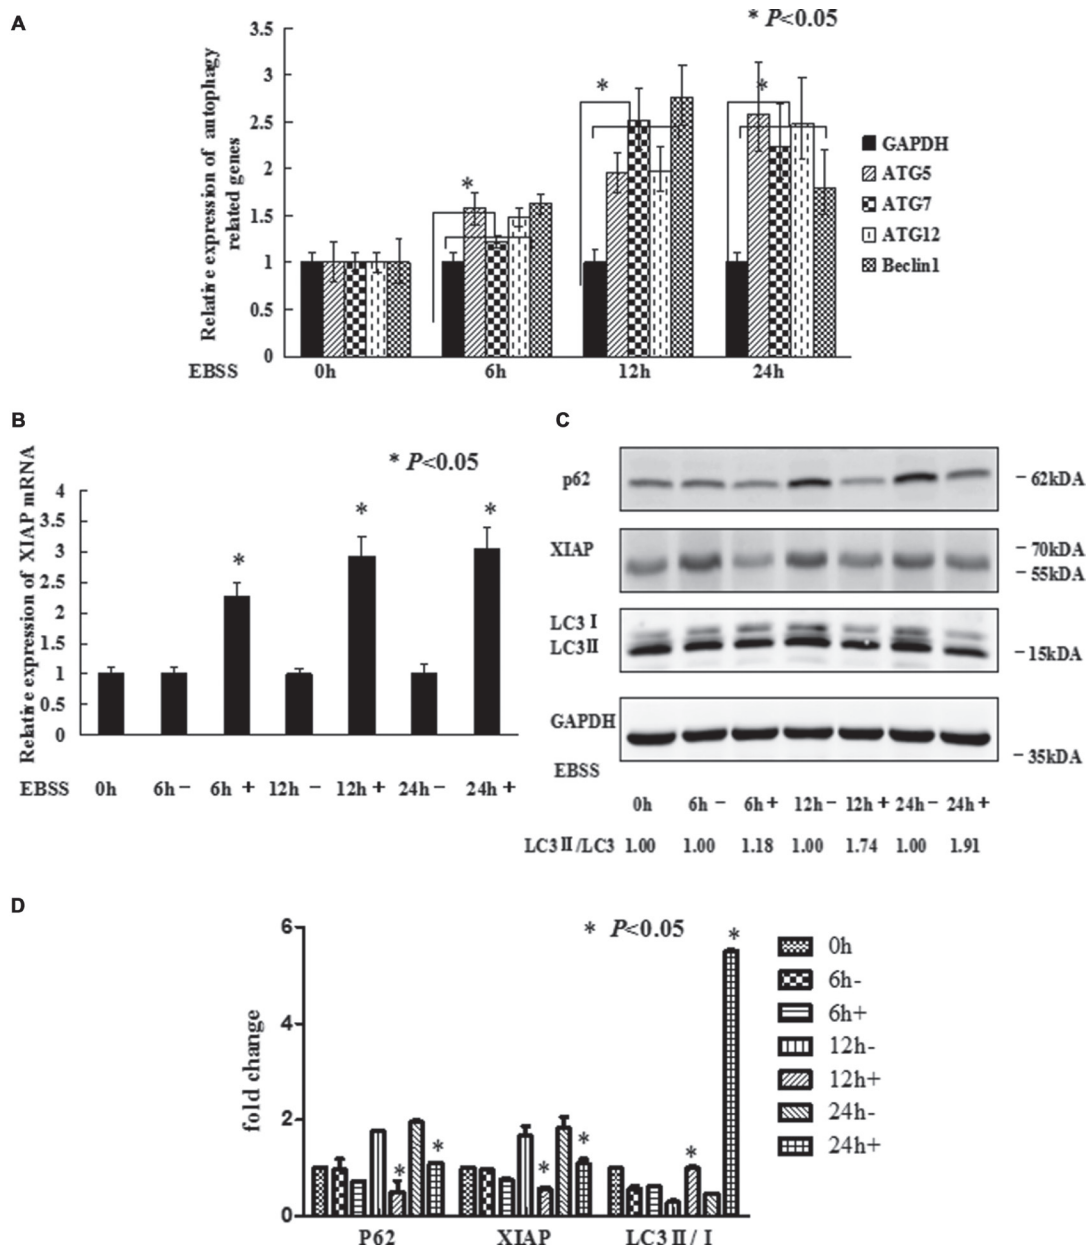 A
* P<0.05
Relative expression of autophagy
related genes
3.5
3
2.5
2
1.5
1
0.5
0
*
*
*
GAPDH
ATG5
ATG7
ATG12
Beclin1
EBSS 0h 6h 12h 24h
B
* P<0.05
Relative expression of XIAP mRNA
4
3.5
3
2.5
2
1.5
1
0.5
0
*
*
*
EBSS 0h 6h − 6h + 12h − 12h + 24h − 24h +
C
p62 − 62kDA
XIAP − 70kDA
− 55kDA
LC3 I
LC3 II − 15kDA
GAPDH
− 35kDA
EBSS
0h 6h − 6h + 12h − 12h + 24h − 24h +
LC3 II/LC3 1.00 1.00 1.18 1.00 1.74 1.00 1.91
D
* P<0.05
fold change
6
4
2
0
*
*
*
*
*
*
0h
6h-
6h+
12h-
12h+
24h-
24h+
P62 XIAP LC3 II / I